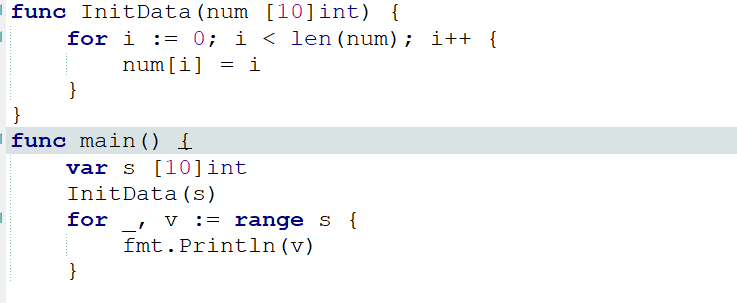 func InitData(num [10]int) {
    for i := 0; i < len(num); i++ {
        num[i] = i
    }
}
func main() {
    var s [10]int
    InitData(s)
    for _, v := range s {
        fmt.Println(v)
    }